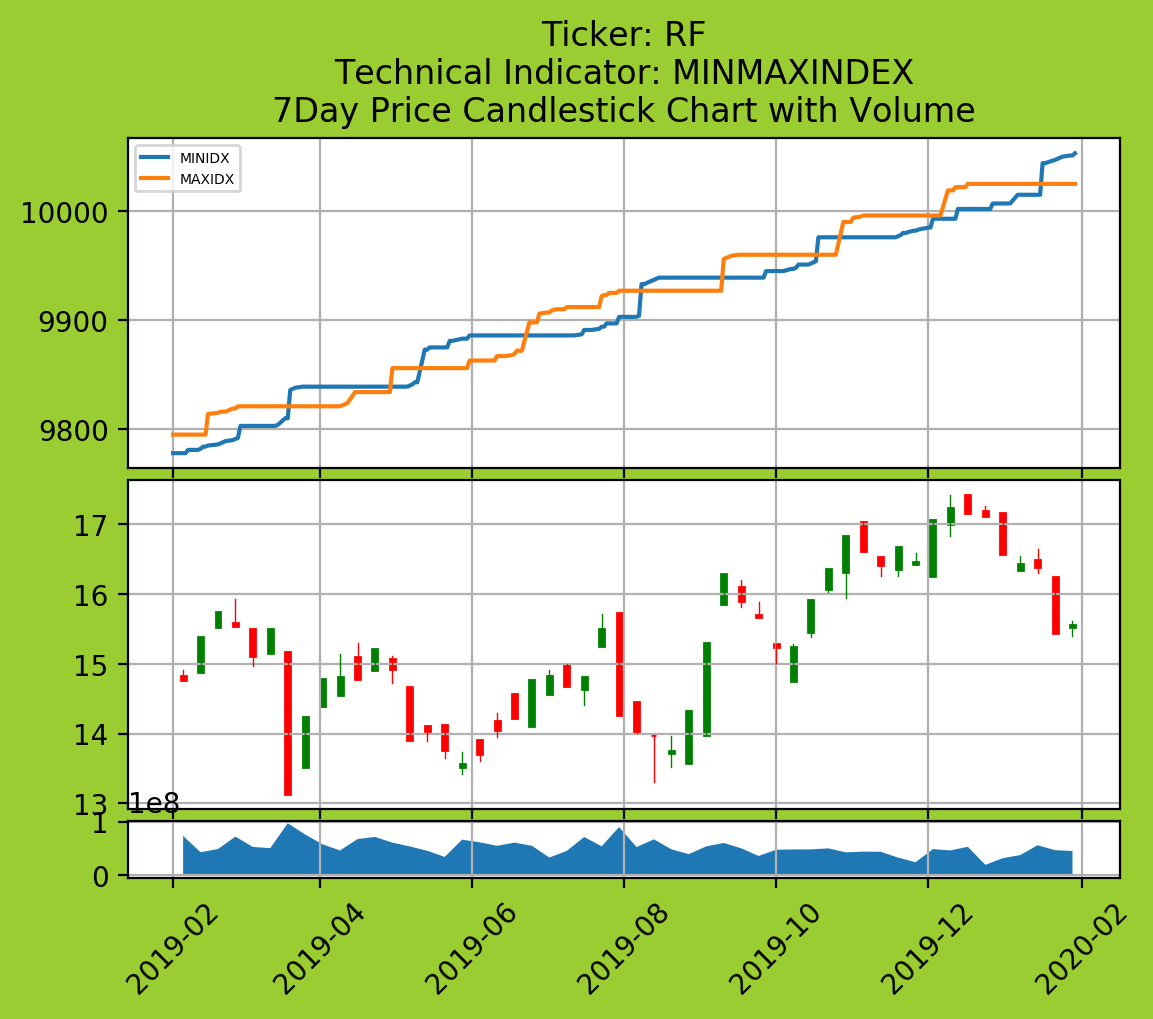 Ticker: RF
Technical Indicator: MINMAXINDEX
7Day Price Candlestick Chart with Volume
MINIDX
MAXIDX
10000
9900
9800
17
16
15
14
13
1e8
1
0
2019-02
2019-04
2019-06
2019-08
2019-10
2019-12
2020-02